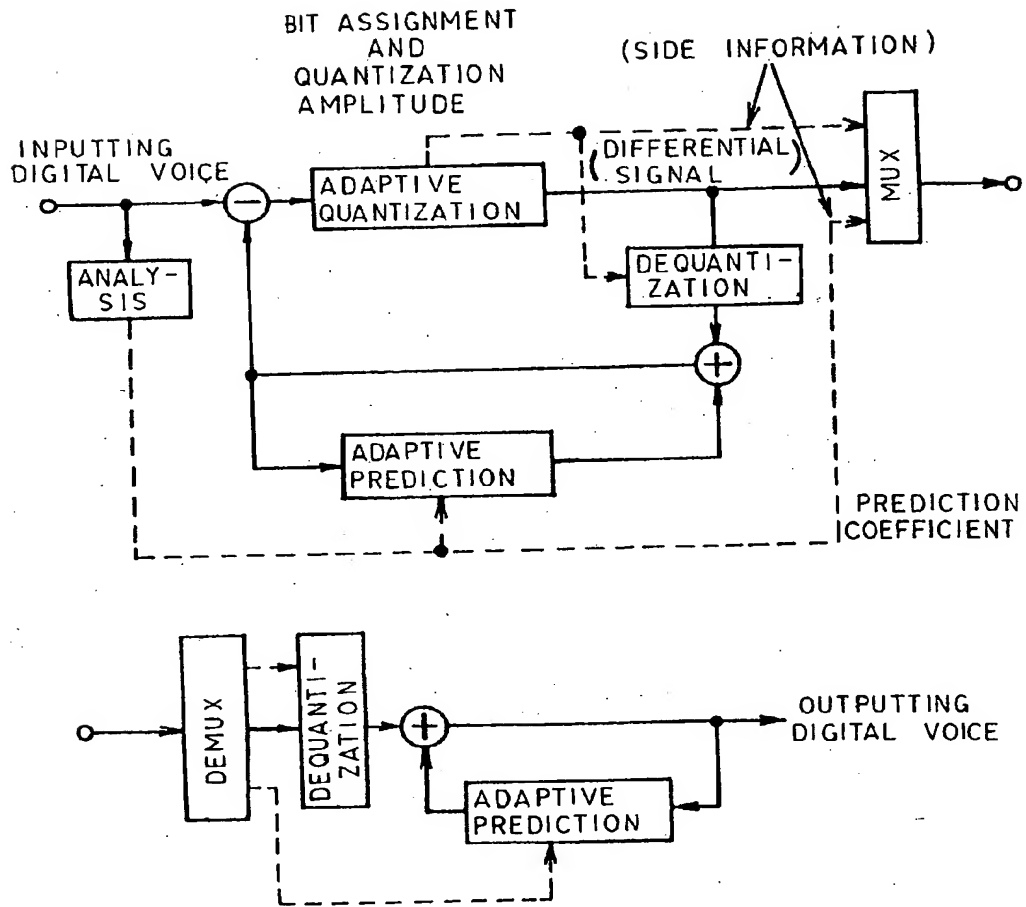 BIT ASSIGNMENT
AND
QUANTIZATION
AMPLITUDE
(SIDE INFORMATION)
INPUTTING
DIGITAL VOICE
ADAPTIVE
QUANTIZATION
(DIFFERENTIAL
SIGNAL)
MUX
ANALY-
SIS
DEQUANTI-
ZATION
ADAPTIVE
PREDICTION
PREDICTION
COEFFICIENT
DEMUX
DEQUANTI-
ZATION
OUTPUTTING
DIGITAL VOICE
ADAPTIVE
PREDICTION